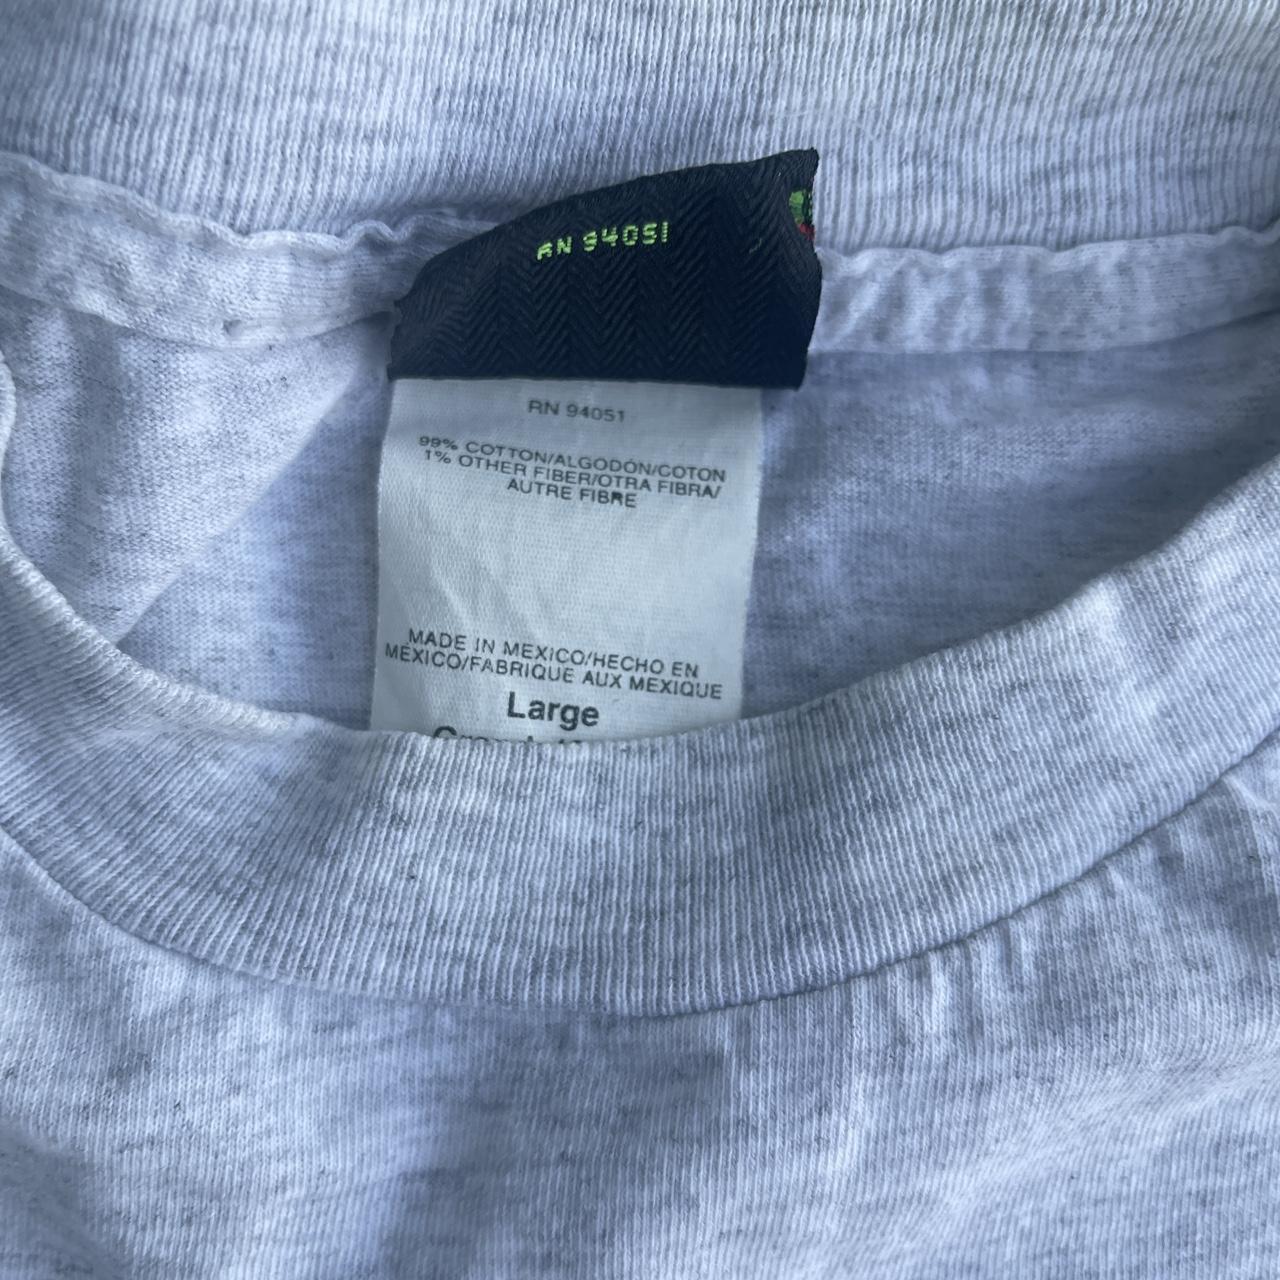 RN 94051
RN 94051
99% COTTON/ALGODÓN/COTON
1% OTHER FIBER/OTRA FIBRA/
AUTRE FIBRE
MADE IN MEXICO/HECHO EN
MÉXICO/FABRIQUE AUX MEXIQUE
Large